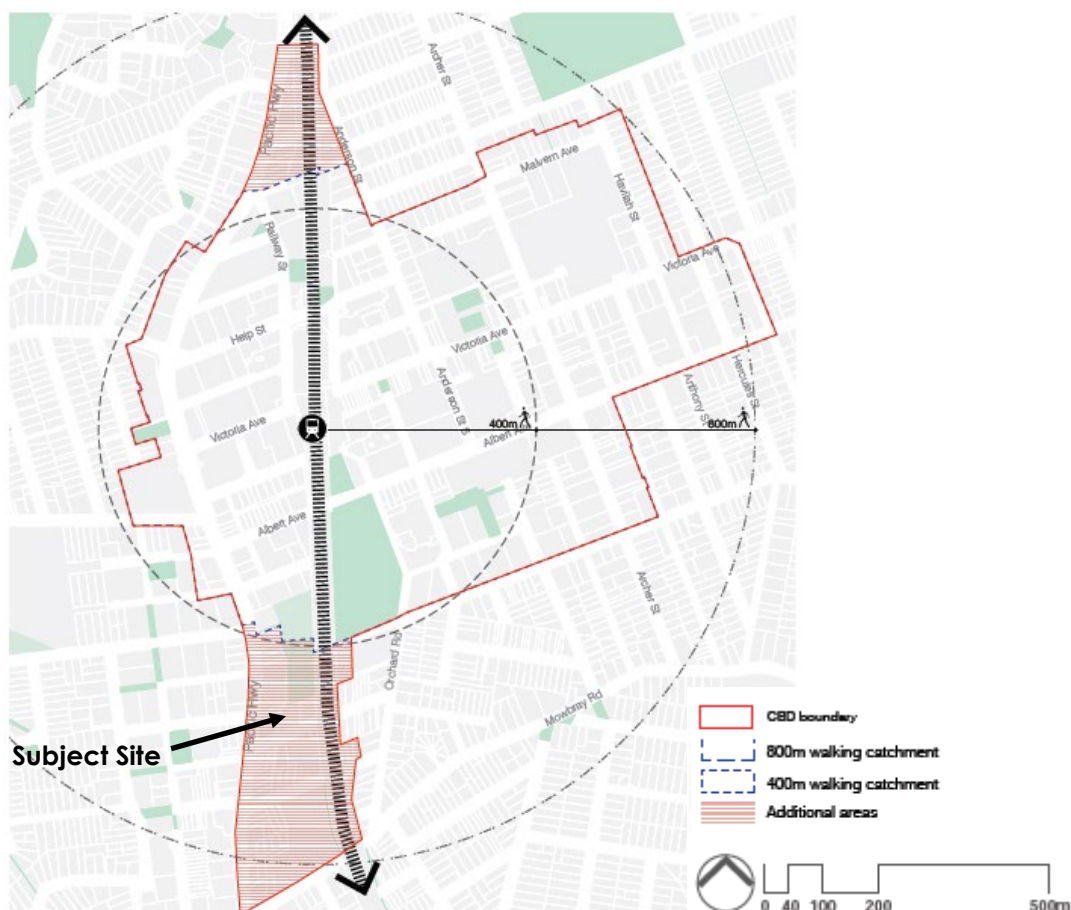 Archer St
Pacific Hwy
Anderson St
Malvern Ave
Havilah St
Railway St
Victoria Ave
Help St
Victoria Ave
Hercules St
Anderson St S
Anthony St
400m
800m
Victoria Ave
Albert Av
Albert Ave
Archer St
Orchard Rd
Pacific Hwy
Mowbray Rd
Subject Site
CBD boundary
800m walking catchment
400m walking catchment
Additional areas
0 40 100 200 500m